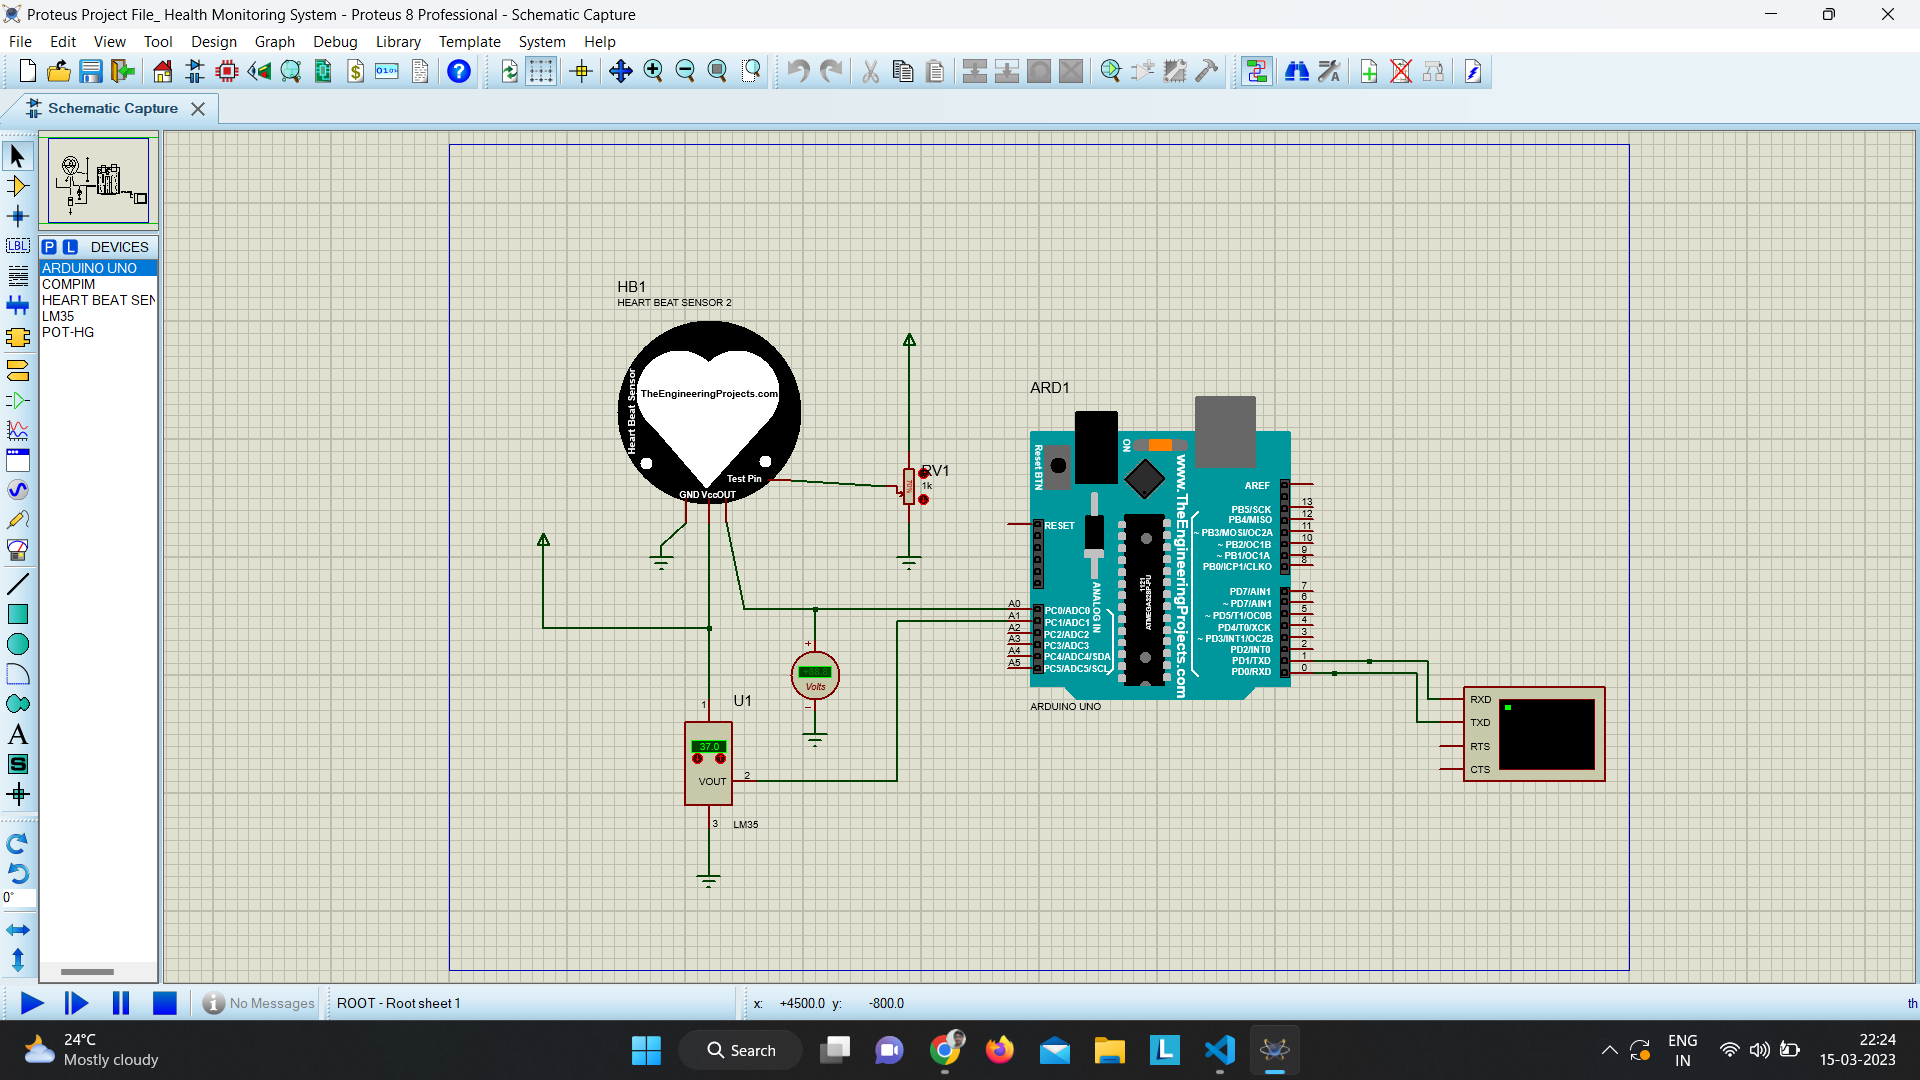 Proteus Project File_ Health Monitoring System - Proteus 8 Professional - Schematic Capture
File Edit View Tool Design Graph Debug Library Template System Help
Schematic Capture
P L DEVICES
ARDUINO UNO
COMPIM
HEART BEAT SEN
LM35
POT-HG
LBL
A
S
0°
HB1
HEART BEAT SENSOR 2
Heart Beat Sensor
TheEngineeringProjects.com
Test Pin
GND Vcc OUT
RV1
1k
+
Volts
−
U1
1
37.0
VOUT
2
3
LM35
ARD1
Reset BTN
ON
www.TheEngineeringProjects.com
RESET
ANALOG IN
1121
ATMEGA328P-PU
A0 PC0/ADC0
A1 PC1/ADC1
A2 PC2/ADC2
A3 PC3/ADC3
A4 PC4/ADC4/SDA
A5 PC5/ADC5/SCL
AREF
PB5/SCK 13
PB4/MISO 12
~ PB3/MOSI/OC2A 11
~ PB2/OC1B 10
~ PB1/OC1A 9
PB0/ICP1/CLKO 8
PD7/AIN1 7
~ PD7/AIN1 6
~ PD5/T1/OC0B 5
PD4/T0/XCK 4
~ PD3/INT1/OC2B 3
PD2/INT0 2
PD1/TXD 1
PD0/RXD 0
ARDUINO UNO
RXD
TXD
RTS
CTS
No Messages
ROOT - Root sheet 1
x: +4500.0 y: -800.0
th
24°C
Mostly cloudy
Search
L
ENG
IN
22:24
15-03-2023